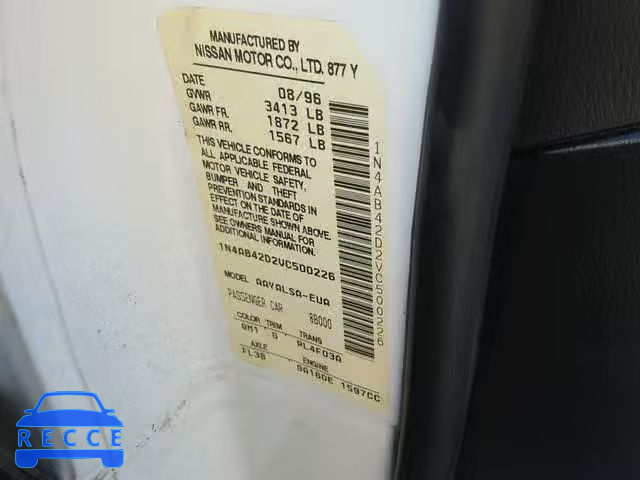 MANUFACTURED BY
NISSAN MOTOR CO., LTD. 877 Y
DATE 08/96
GVWR 3413 LB
GAWR FR. 1872 LB
GAWR RR. 1567 LB
THIS VEHICLE CONFORMS TO
ALL APPLICABLE FEDERAL
MOTOR VEHICLE SAFETY,
BUMPER AND THEFT
PREVENTION STANDARDS IN
EFFECT ON THE DATE OF
MANUFACTURE SHOWN ABOVE.
SEE OWNERS MANUAL FOR
ADDITIONAL INFORMATION.
1N4AB42D2VC500226
AAYALSA-EUA
PASSENGER CAR 88000
COLOR TRIM TRANS
QM1 G RL4F03A
AXLE ENGINE
FL38 GA16DE 1597CC
1N4AB42D2VC500226
RECCE